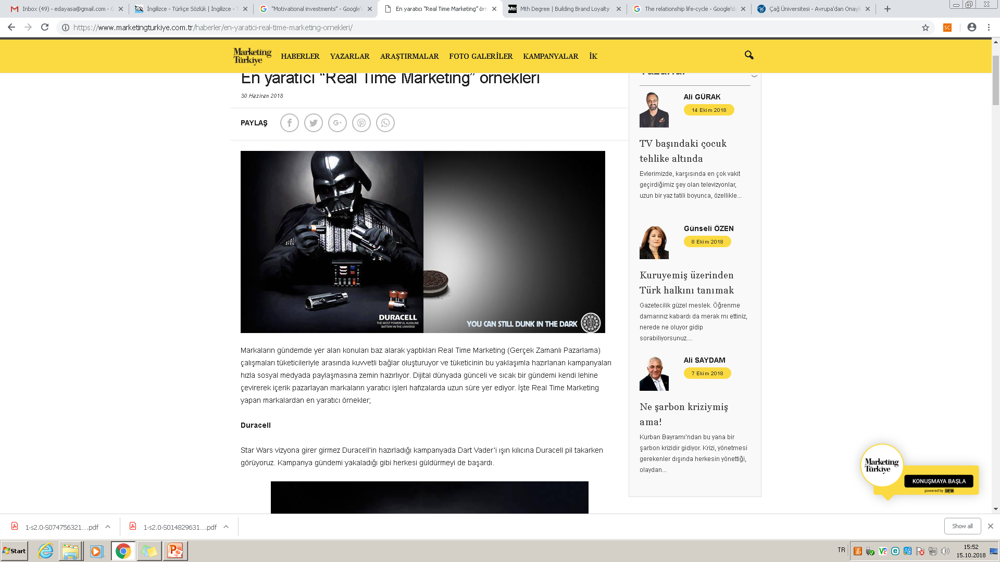 Inbox (49) - edayasa@gmail.com - G
İngilizce - Türkçe Sözlük | İngilizce - T
"Motivational investments" - Google'
En yaratıcı “Real Time Marketing” örn
Mth Degree | Building Brand Loyalty
The relationship life-cycle - Google'd
Çağ Üniversitesi - Avrupa'dan Onaylı
https://www.marketingturkiye.com.tr/haberler/en-yaratici-real-time-marketing-ornekleri/
Marketing Türkiye
HABERLER YAZARLAR ARAŞTIRMALAR FOTO GALERİLER KAMPANYALAR İK
En yaratıcı “Real Time Marketing” örnekleri
30 Haziran 2018
PAYLAŞ
DURACELL
THE MOST POWERFUL ALKALINE
BATTERY IN THE UNIVERSE
YOU CAN STILL DUNK IN THE DARK
Markaların gündemde yer alan konuları baz alarak yaptıkları Real Time Marketing (Gerçek Zamanlı Pazarlama)
çalışmaları tüketicileriyle arasında kuvvetli bağlar oluşturuyor ve tüketicinin bu yaklaşımla hazırlanan kampanyaları
hızla sosyal medyada paylaşmasına zemin hazırlıyor. Dijital dünyada günceli ve sıcak bir gündemi kendi lehine
çevirerek içerik pazarlayan markaların yaratıcı işleri hafızalarda uzun süre yer ediyor. İşte Real Time Marketing
yapan markalardan en yaratıcı örnekler;
Duracell
Star Wars vizyona girer girmez Duracell’in hazırladığı kampanyada Dart Vader’i ışın kılıcına Duracell pil takarken
görüyoruz. Kampanya gündemi yakaladığı gibi herkesi güldürmeyi de başardı.
Yazarlar
Ali GÜRAK
14 Ekim 2018
TV başındaki çocuk
tehlike altında
Evlerimizde, karşısında en çok vakit
geçirdiğimiz şey olan televizyonlar,
uzun bir yaz tatili boyunca, özellikle...
Günseli ÖZEN
8 Ekim 2018
Kuruyemiş üzerinden
Türk halkını tanımak
Gazetecilik güzel meslek. Öğrenme
damarınız kabardı da merak mı ettiniz,
nerede ne oluyor gidip
sorabiliyorsunuz....
Ali SAYDAM
7 Ekim 2018
Ne şarbon kriziymiş
ama!
Kurban Bayramı’ndan bu yana bir
şarbon krizidir gidiyor. Krizi, yönetmesi
gerekenler dışında herkesin yönettiği,
olaydan...
Marketing
Türkiye
KONUŞMAYA BAŞLA
powered by
1-s2.0-S074756321....pdf
1-s2.0-S014829631....pdf
Show all
Start
TR
15:52
15.10.2018